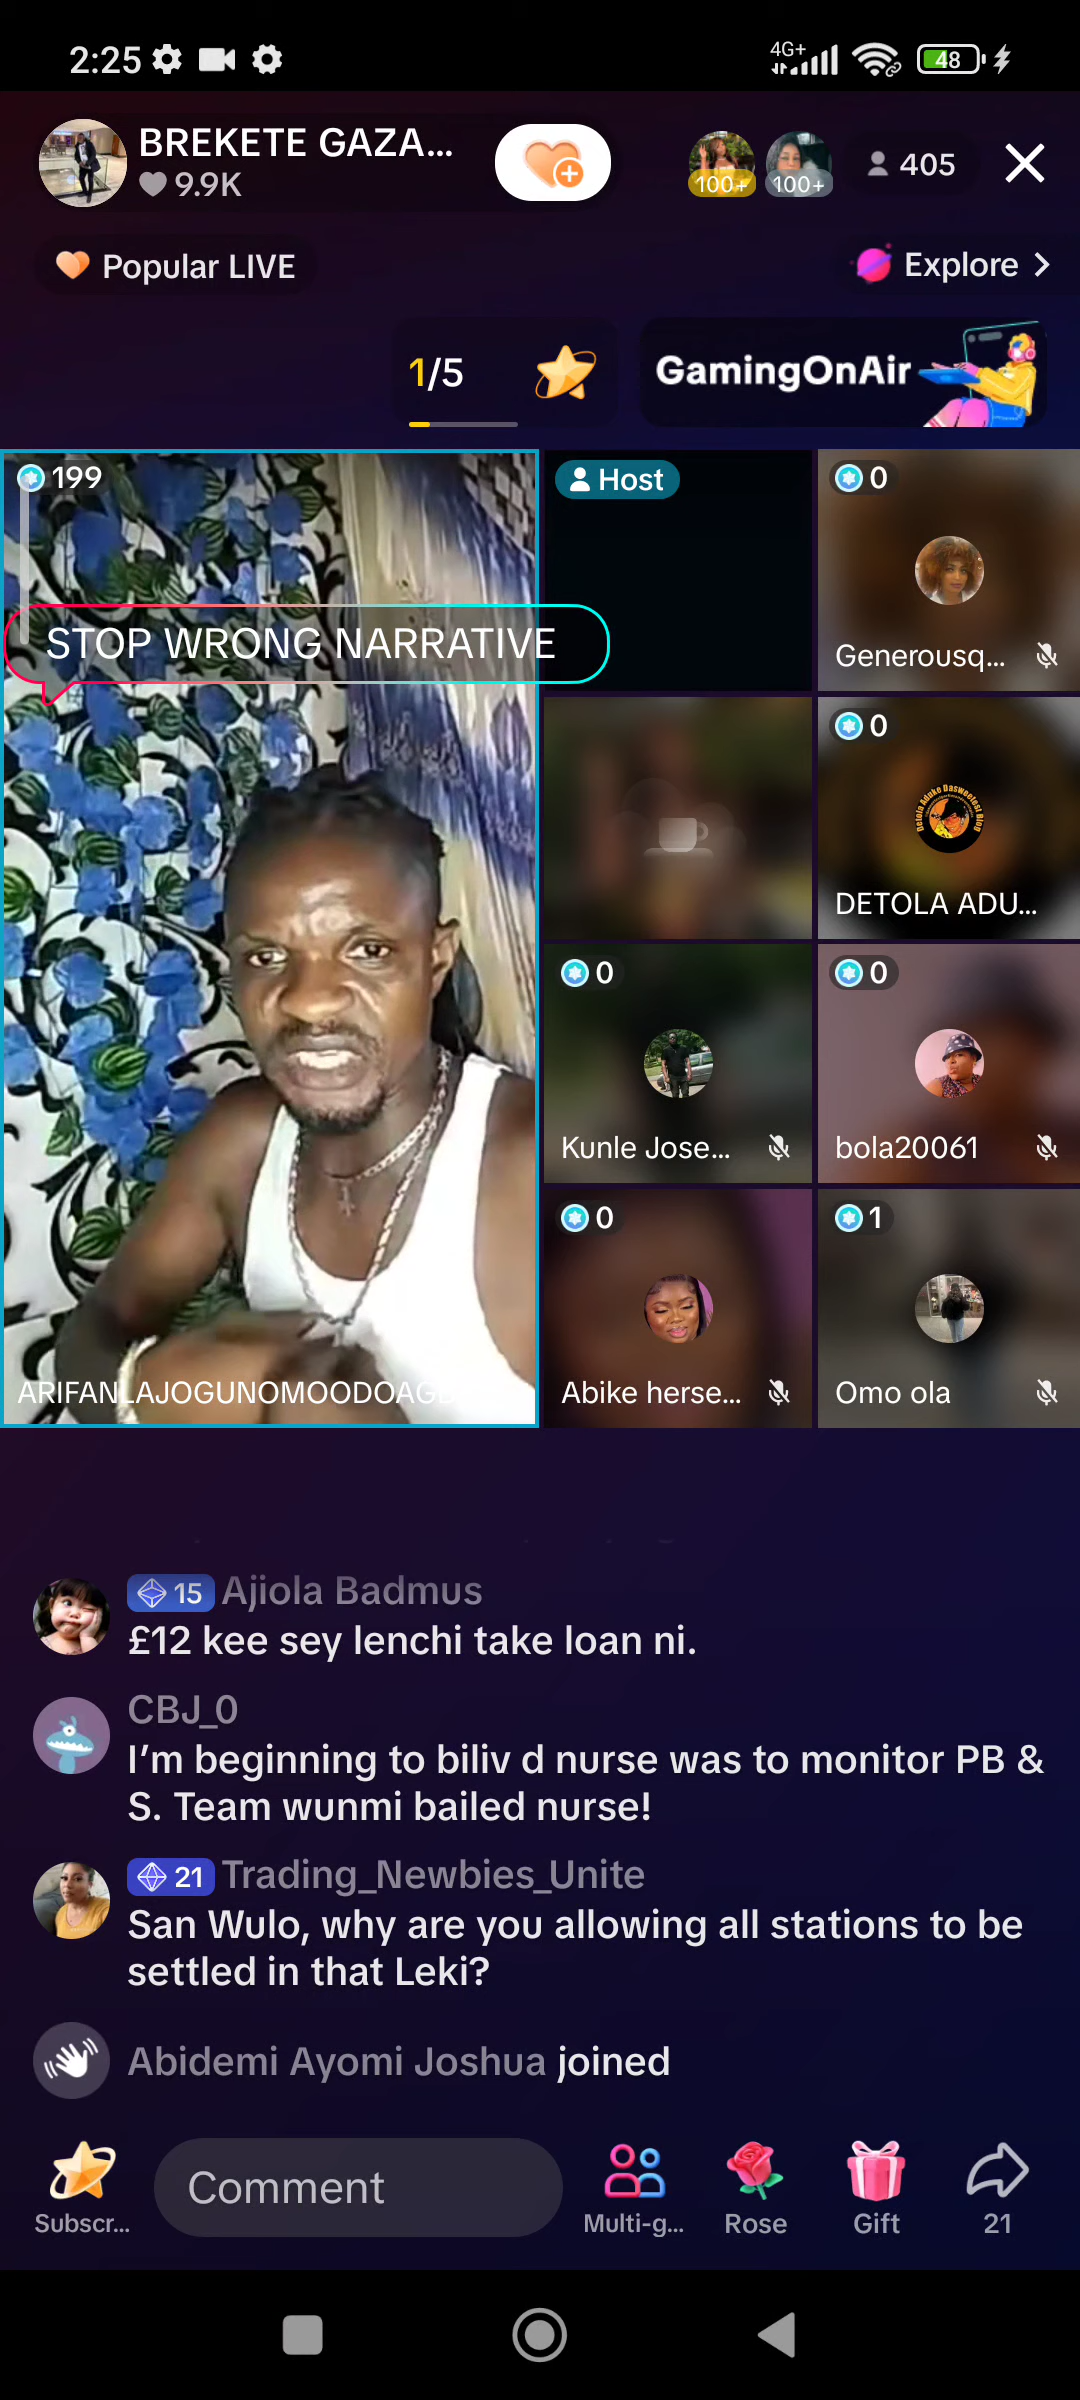 2:25
4G+
48
BREKETE GAZA...
9.9K
100+
100+
405
Popular LIVE
Explore
1/5
GamingOnAir
199
Host
0
STOP WRONG NARRATIVE
Generousq...
0
Detola Aduke Dasweetest Blog
DETOLA ADU...
0
0
Kunle Jose...
bola20061
0
1
ARIFANLAJOGUNOMOODOAG
Abike herse...
Omo ola
15 Ajiola Badmus
£12 kee sey lenchi take loan ni.
CBJ_0
I'm beginning to biliv d nurse was to monitor PB &
S. Team wunmi bailed nurse!
21 Trading_Newbies_Unite
San Wulo, why are you allowing all stations to be
settled in that Leki?
Abidemi Ayomi Joshua joined
Comment
Subscr...
Multi-g...
Rose
Gift
21